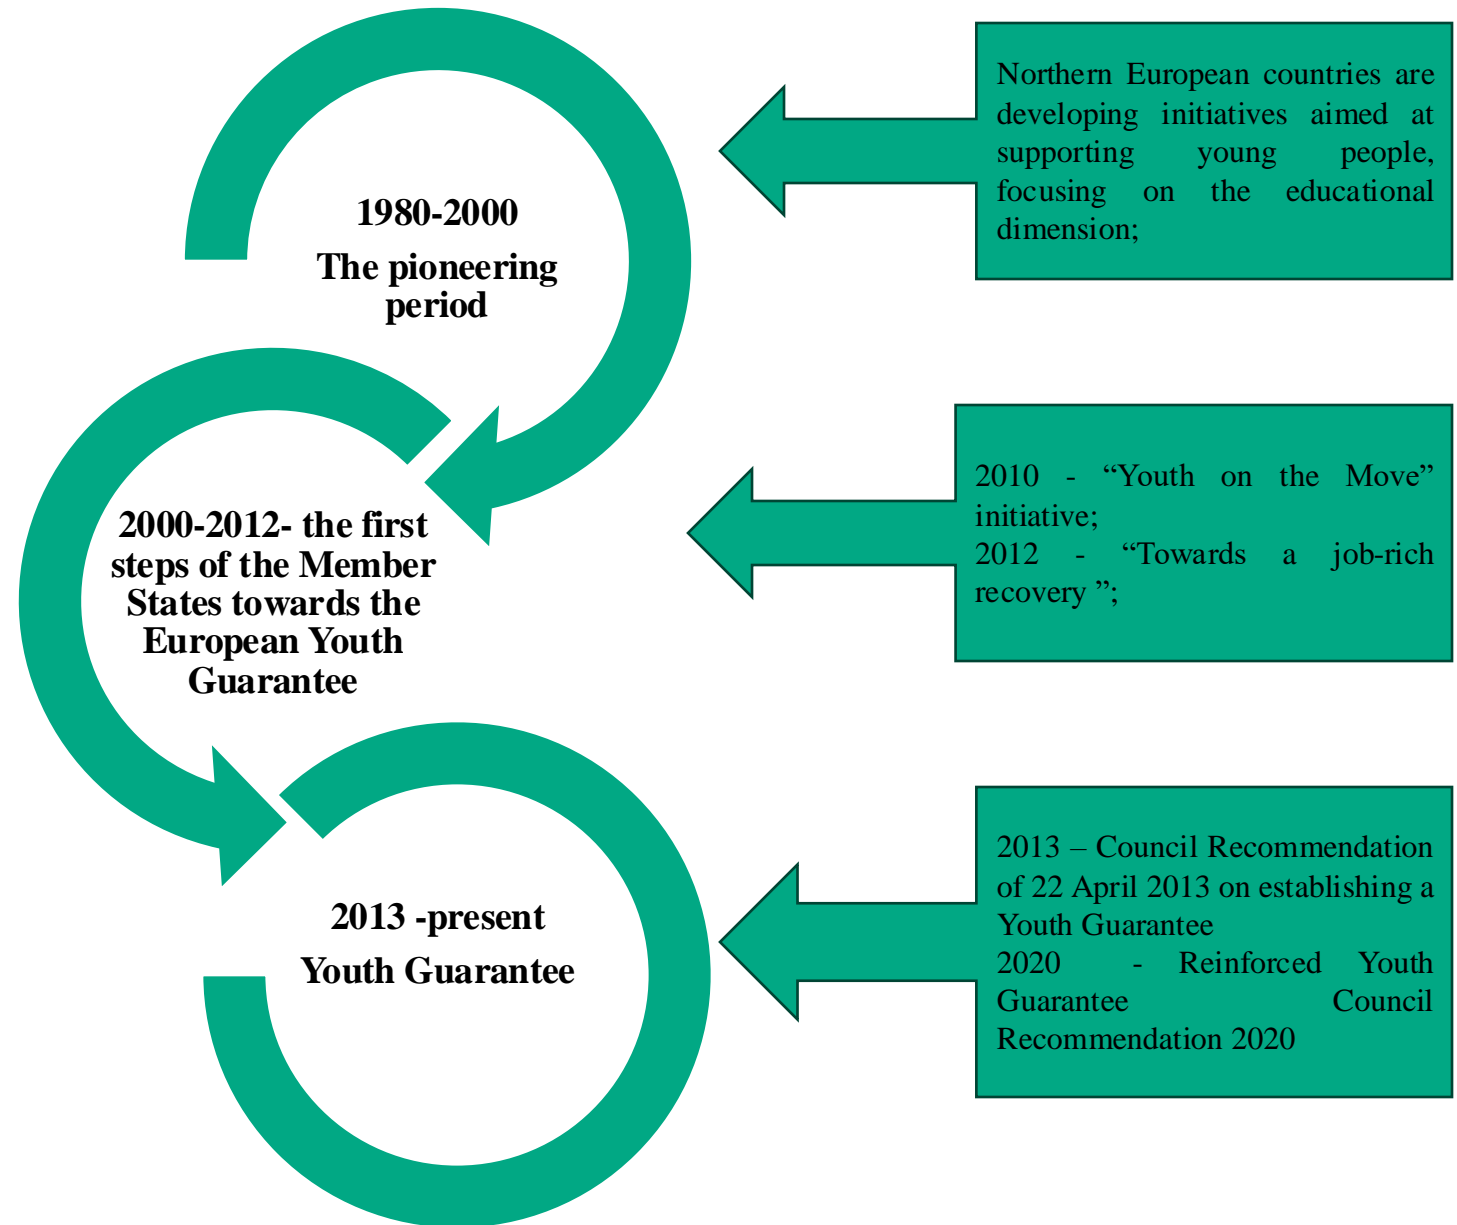 1980-2000
The pioneering
period
Northern European countries are
developing initiatives aimed at
supporting young people,
focusing on the educational
dimension;
2000-2012- the first
steps of the Member
States towards the
European Youth
Guarantee
2010 - “Youth on the Move”
initiative;
2012 - “Towards a job-rich
recovery ”;
2013 -present
Youth Guarantee
2013 – Council Recommendation
of 22 April 2013 on establishing a
Youth Guarantee
2020 - Reinforced Youth
Guarantee Council
Recommendation 2020